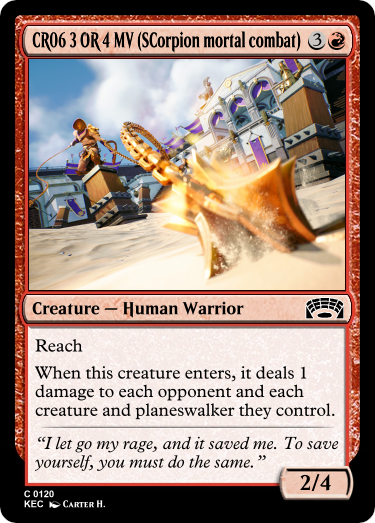 CR06 3 OR 4 MV (SCorpion mortal combat) 3
Creature — Human Warrior
Reach
When this creature enters, it deals 1
damage to each opponent and each
creature and planeswalker they control.
“I let go my rage, and it saved me. To save
yourself, you must do the same.”
2/4
C 0120
KEC CARTER H.